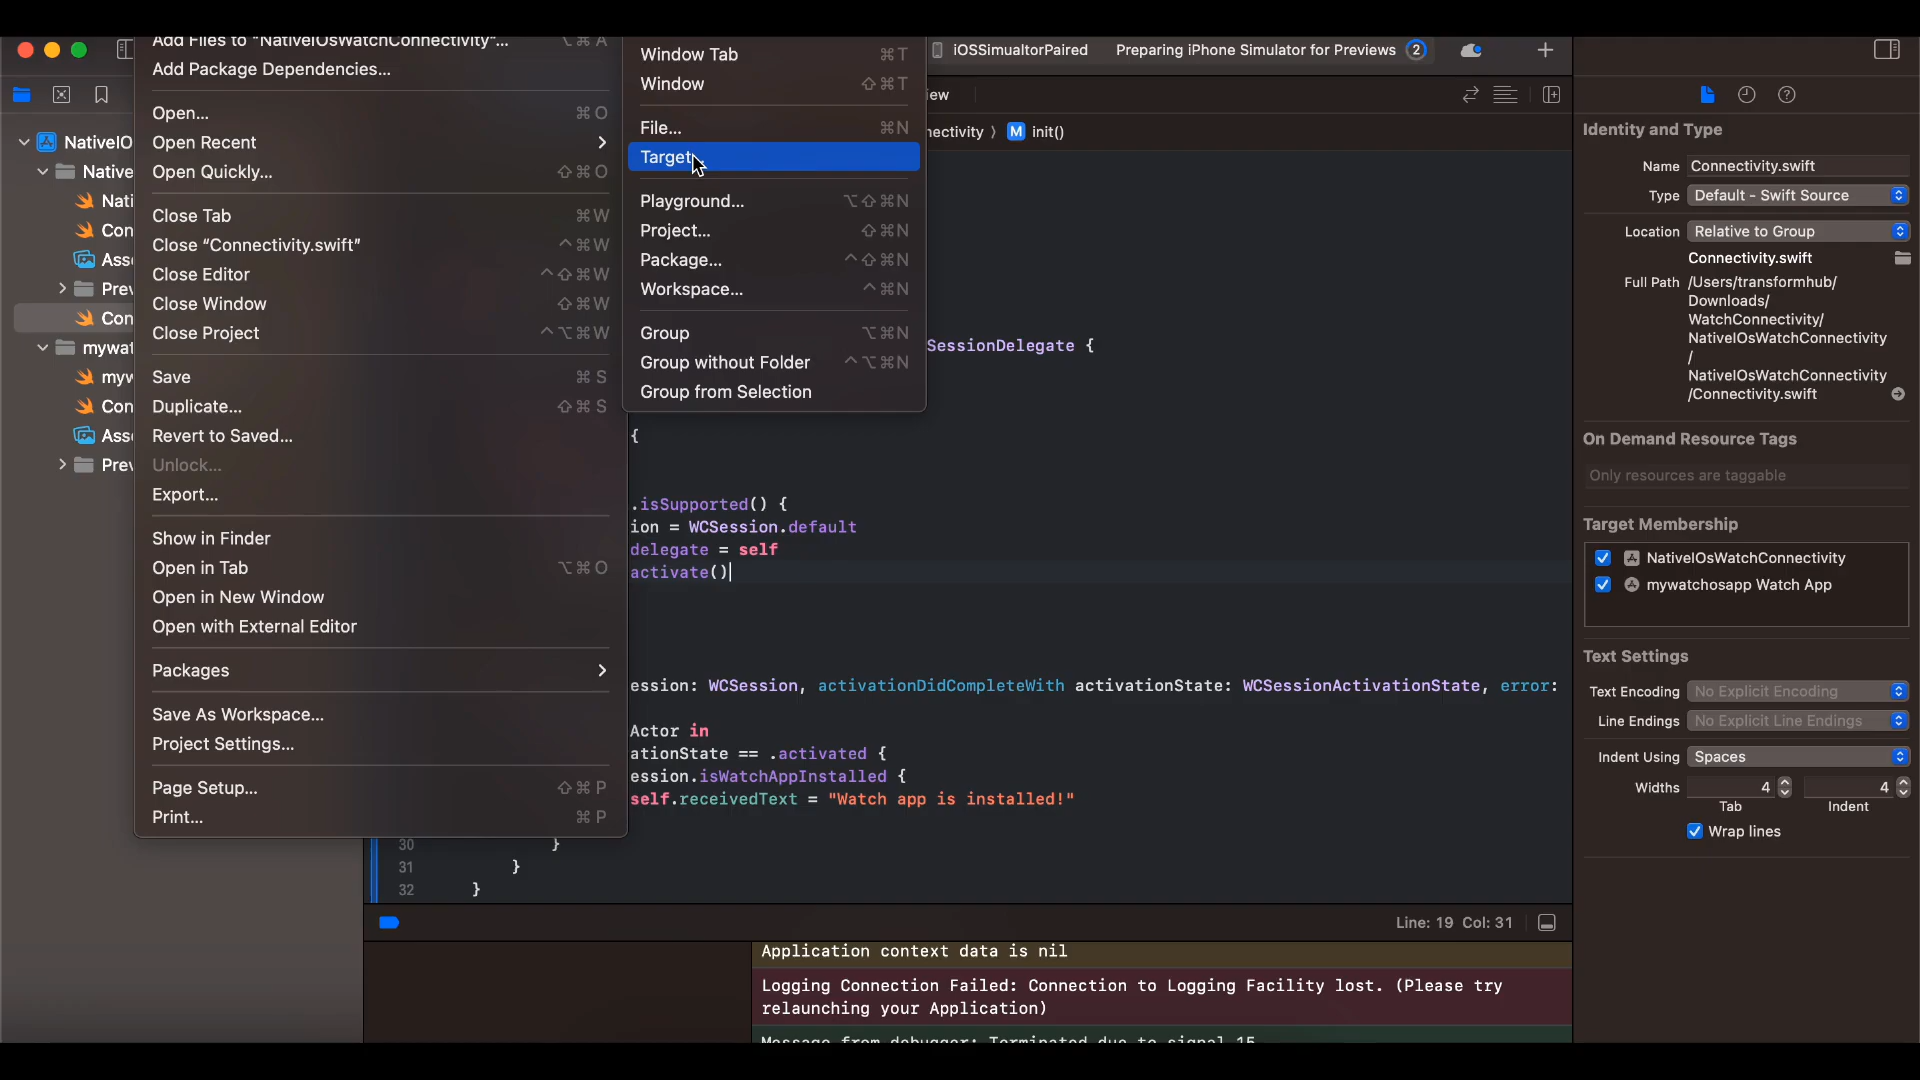 Add Files to "NativeIOsWatchConnectivity"... ⌥⌘A
Add Package Dependencies...
Open... ⌘O
Open Recent
Open Quickly... ⇧⌘O
Close Tab ⌘W
Close “Connectivity.swift” ^⌘W
Close Editor ^⇧⌘W
Close Window ⇧⌘W
Close Project ^⌥⌘W
Save ⌘S
Duplicate... ⇧⌘S
Revert to Saved...
Unlock...
Export...
Show in Finder
Open in Tab ⌥⌘O
Open in New Window
Open with External Editor
Packages
Save As Workspace...
Project Settings...
Page Setup... ⇧⌘P
Print... ⌘P
Window Tab ⌘T
Window ⇧⌘T
File... ⌘N
Target...
Playground... ⌥⇧⌘N
Project... ⇧⌘N
Package... ^⇧⌘N
Workspace... ^⌘N
Group ⌥⌘N
Group without Folder ^⌥⌘N
Group from Selection
NativeIO
Native
Nati
Con
Ass
Prev
Con
mywat
myw
Con
Ass
Prev
iOSSimualtorPaired Preparing iPhone Simulator for Previews 2
iew
nectivity 〉 M init()
SessionDelegate {
{
.isSupported() {
ion = WCSession.default
delegate = self
activate()
ession: WCSession, activationDidCompleteWith activationState: WCSessionActivationState, error:
Actor in
ationState == .activated {
ession.isWatchAppInstalled {
self.receivedText = "Watch app is installed!"
30 }
31 }
32 }
Line: 19 Col: 31
Application context data is nil
Logging Connection Failed: Connection to Logging Facility lost. (Please try
relaunching your Application)
Message from debugger: Terminated due to signal 15
Identity and Type
Name Connectivity.swift
Type Default - Swift Source
Location Relative to Group
Connectivity.swift
Full Path /Users/transformhub/
Downloads/
WatchConnectivity/
NativeIOsWatchConnectivity
/
NativeIOsWatchConnectivity
/Connectivity.swift
On Demand Resource Tags
Only resources are taggable
Target Membership
NativeIOsWatchConnectivity
mywatchosapp Watch App
Text Settings
Text Encoding No Explicit Encoding
Line Endings No Explicit Line Endings
Indent Using Spaces
Widths 4 4
Tab Indent
Wrap lines